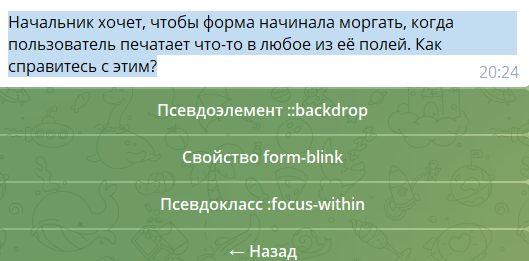 Начальник хочет, чтобы форма начинала моргать, когда
пользователь печатает что-то в любое из её полей. Как
справитесь с этим?
20:24
Псевдоэлемент ::backdrop
Свойство form-blink
Псевдокласс :focus-within
← Назад